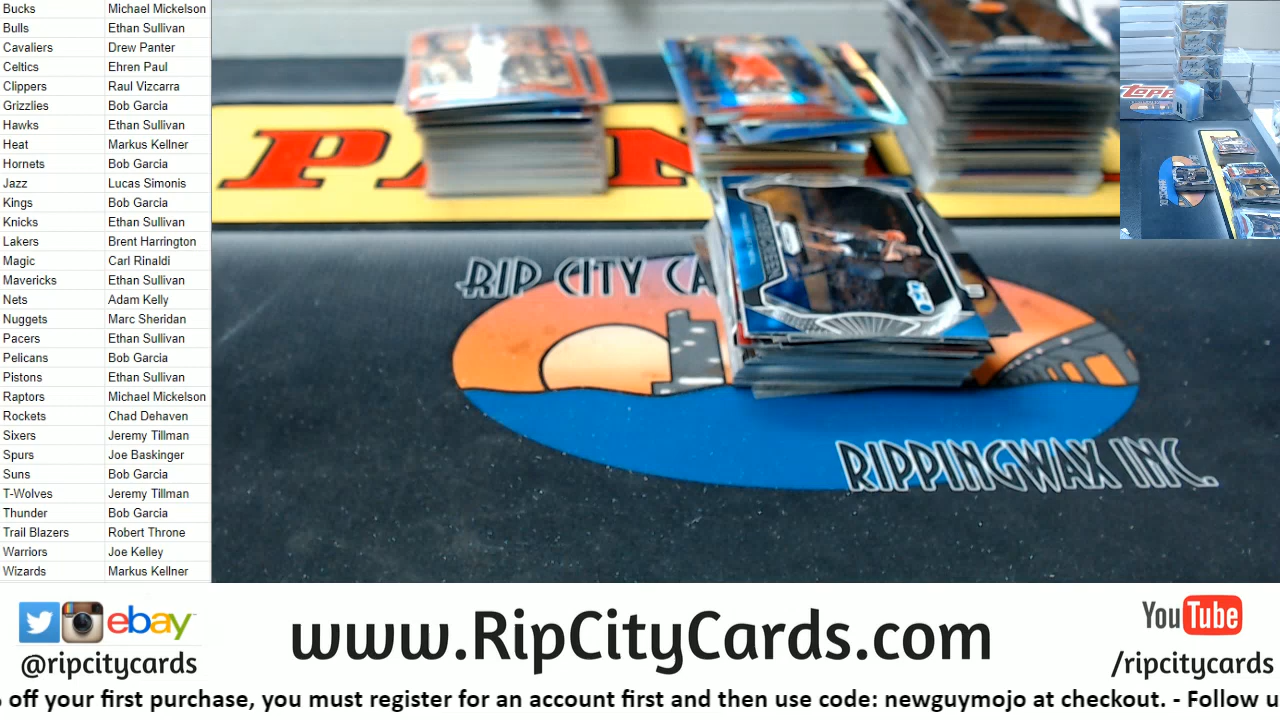 Bucks Michael Mickelson
Bulls Ethan Sullivan
Cavaliers Drew Panter
Celtics Ehren Paul
Clippers Raul Vizcarra
Grizzlies Bob Garcia
Hawks Ethan Sullivan
Heat Markus Kellner
Hornets Bob Garcia
Jazz Lucas Simonis
Kings Bob Garcia
Knicks Ethan Sullivan
Lakers Brent Harrington
Magic Carl Rinaldi
Mavericks Ethan Sullivan
Nets Adam Kelly
Nuggets Marc Sheridan
Pacers Ethan Sullivan
Pelicans Bob Garcia
Pistons Ethan Sullivan
Raptors Michael Mickelson
Rockets Chad Dehaven
Sixers Jeremy Tillman
Spurs Joe Baskinger
Suns Bob Garcia
T-Wolves Jeremy Tillman
Thunder Bob Garcia
Trail Blazers Robert Throne
Warriors Joe Kelley
Wizards Markus Kellner
RIP CITY CA
RIPPINGWAX INC.
ebay
@ripcitycards
www.RipCityCards.com
YouTube
/ripcitycards
off your first purchase, you must register for an account first and then use code: newguymojo at checkout. - Follow u